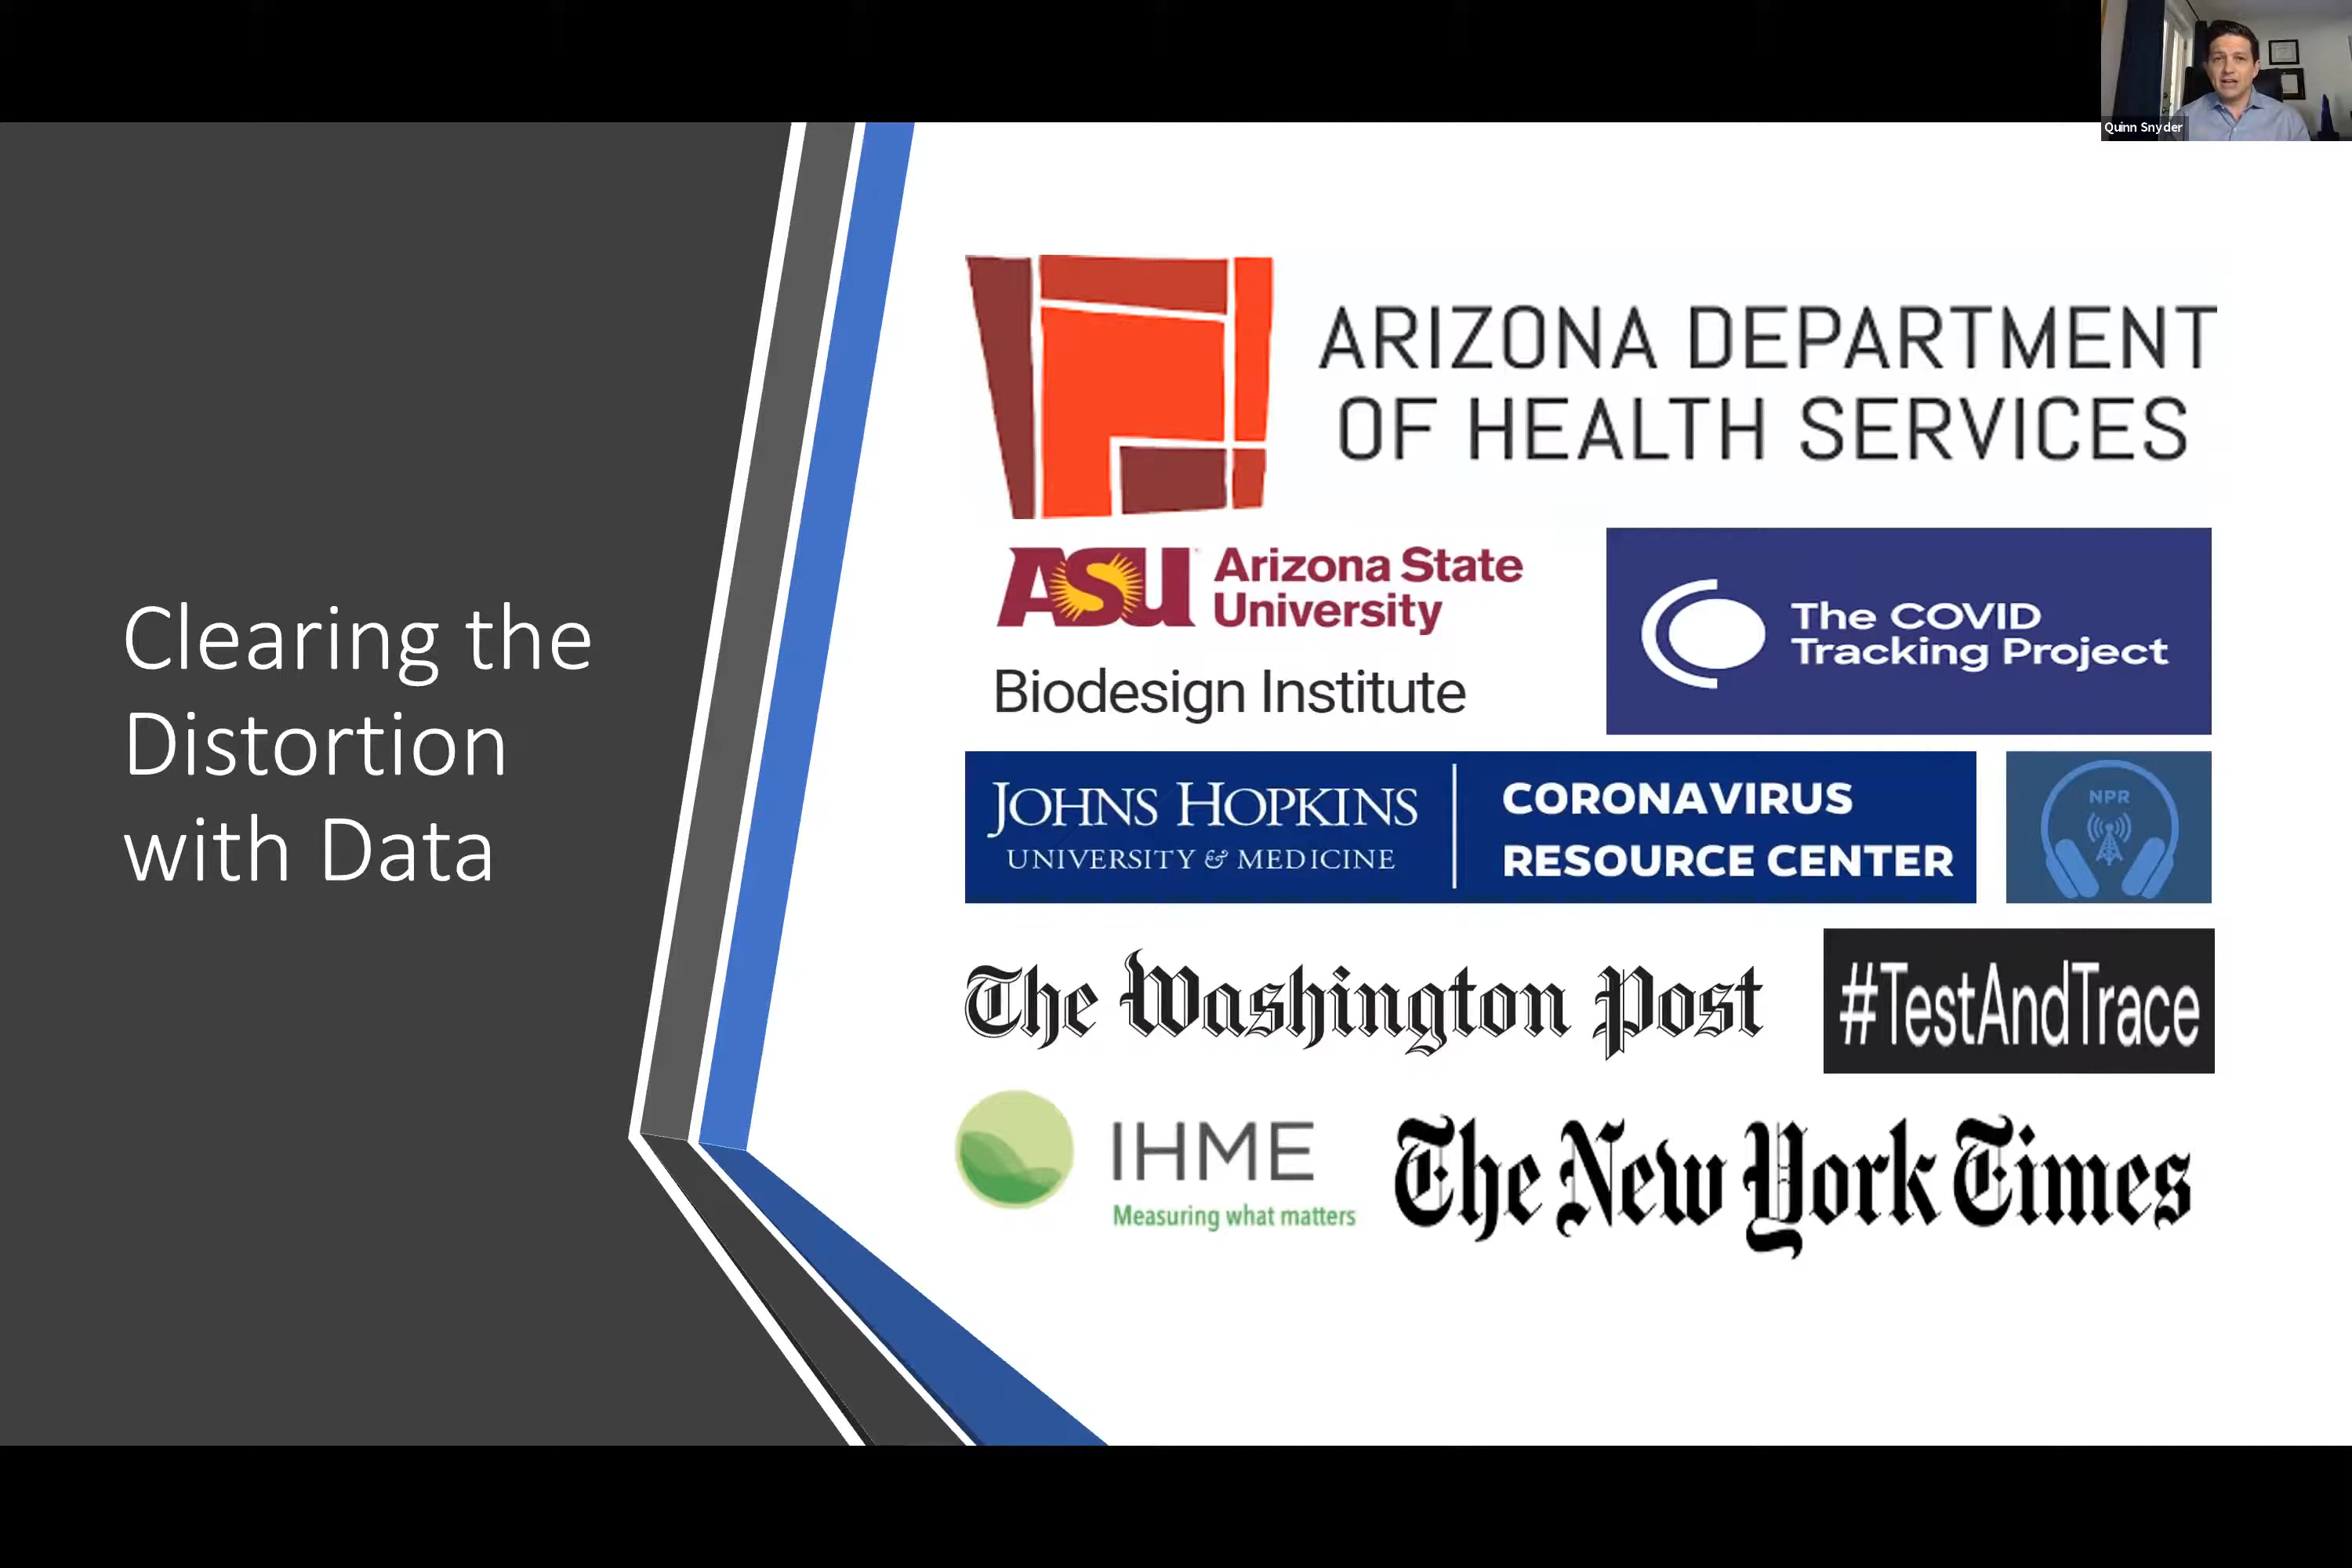 Quinn Snyder
Clearing the
Distortion
with Data
ARIZONA DEPARTMENT
OF HEALTH SERVICES
ASU Arizona State
University
Biodesign Institute
The COVID
Tracking Project
JOHNS HOPKINS
UNIVERSITY & MEDICINE
CORONAVIRUS
RESOURCE CENTER
NPR
The Washington Post
#TestAndTrace
IHME
Measuring what matters
The New York Times